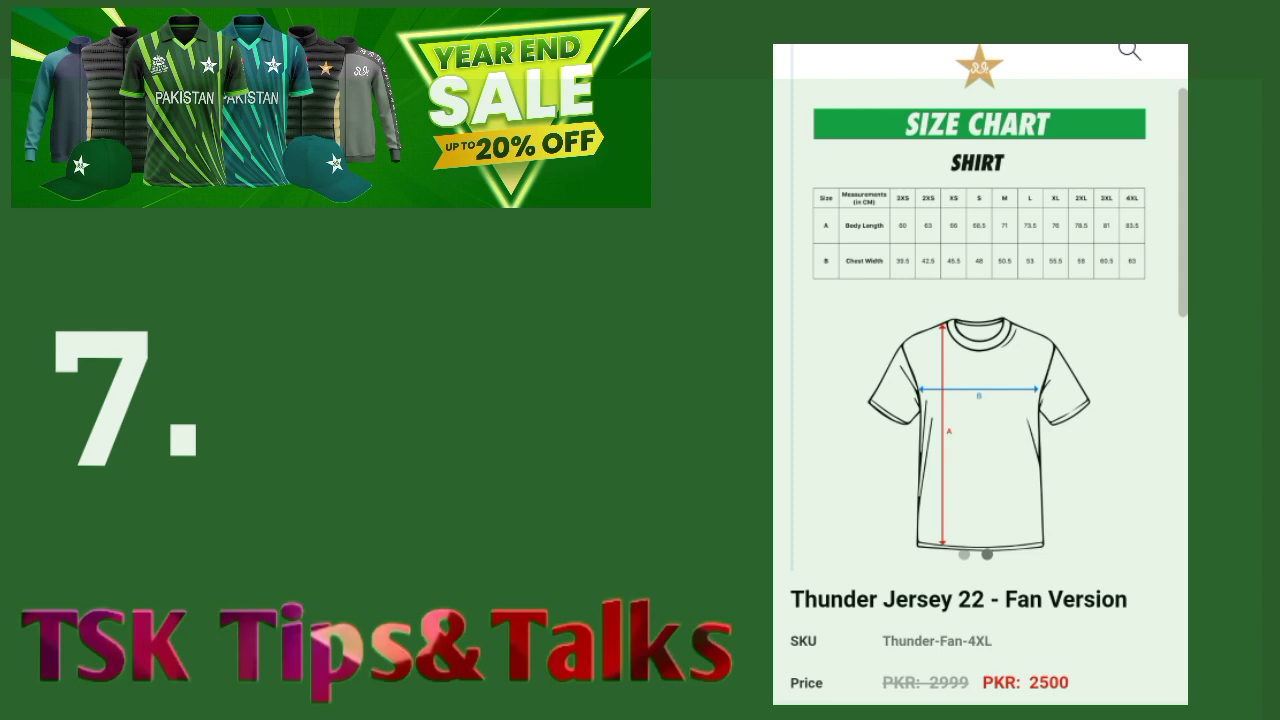 YEAR END
SALE
UP TO 20% OFF
PAKISTAN
PAKISTAN
SIZE CHART
SHIRT
Size Measurements (in CM) 3XS 2XS XS S M L XL 2XL 3XL 4XL
A Body Length 60 63 66 68.5 71 73.5 76 78.5 81 83.5
B Chest Width 39.5 42.5 45.5 48 50.5 53 55.5 58 60.5 63
B
A
7.
Thunder Jersey 22 - Fan Version
SKU Thunder-Fan-4XL
Price PKR: 2999 PKR: 2500
TSK Tips&Talks